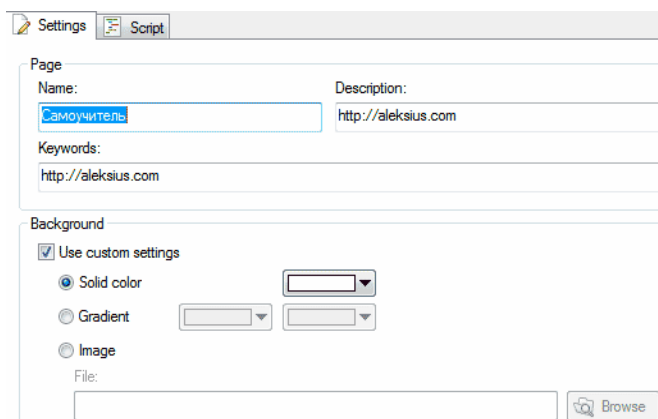 Settings Script
Page
Name: Description:
Самоучитель http://aleksius.com
Keywords:
http://aleksius.com
Background
Use custom settings
Solid color
Gradient
Image
File:
Browse